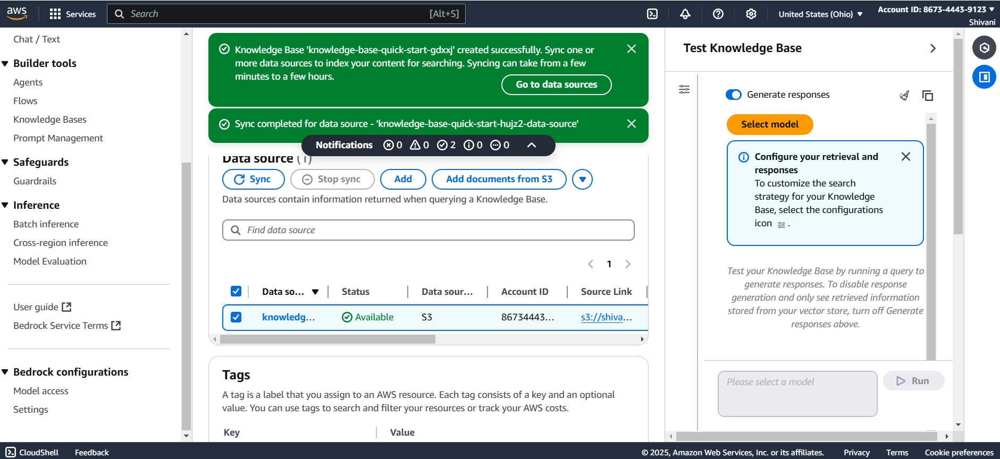 aws
Services
Search
[Alt+S]
United States (Ohio)
Account ID: 8673-4443-9123
Shivani
Chat / Text
Builder tools
Agents
Flows
Knowledge Bases
Prompt Management
Safeguards
Guardrails
Inference
Batch inference
Cross-region inference
Model Evaluation
User guide
Bedrock Service Terms
Bedrock configurations
Model access
Settings
Knowledge Base 'knowledge-base-quick-start-gdxxj' created successfully. Sync one or
more data sources to index your content for searching. Syncing can take from a few
minutes to a few hours.
Go to data sources
Sync completed for data source - 'knowledge-base-quick-start-hujz2-data-source'
Notifications 0 0 2 0 0
Data source (1)
Sync
Stop sync
Add
Add documents from S3
Data sources contain information returned when querying a Knowledge Base.
Find data source
1
Data so... Status Data sour... Account ID Source Link
knowledg... Available S3 86734443... s3://shiva...
Tags
A tag is a label that you assign to an AWS resource. Each tag consists of a key and an optional
value. You can use tags to search and filter your resources or track your AWS costs.
Key Value
Test Knowledge Base
Generate responses
Select model
Configure your retrieval and
responses
To customize the search
strategy for your Knowledge
Base, select the configurations
icon .
Test your Knowledge Base by running a query to
generate responses. To disable response
generation and only see retrieved information
stored from your vector store, turn off Generate
responses above.
Please select a model
Run
CloudShell
Feedback
© 2025, Amazon Web Services, Inc. or its affiliates.
Privacy
Terms
Cookie preferences